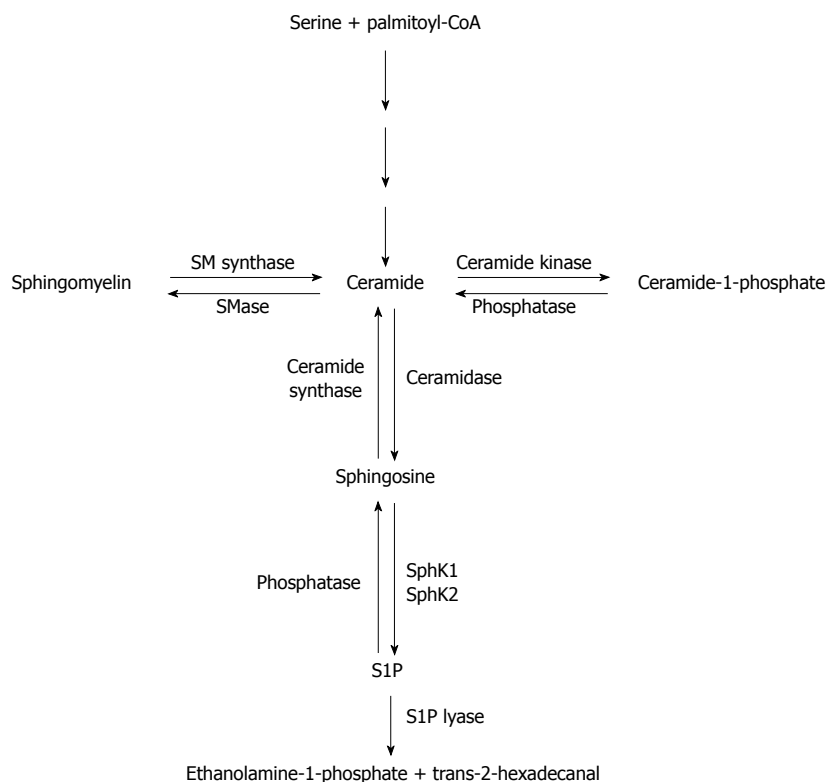 Serine + palmitoyl-CoA
SM synthase
Ceramide kinase
Sphingomyelin
Ceramide
Ceramide-1-phosphate
SMase
Phosphatase
Ceramide
synthase
Ceramidase
Sphingosine
Phosphatase
SphK1
SphK2
S1P
S1P lyase
Ethanolamine-1-phosphate + trans-2-hexadecanal